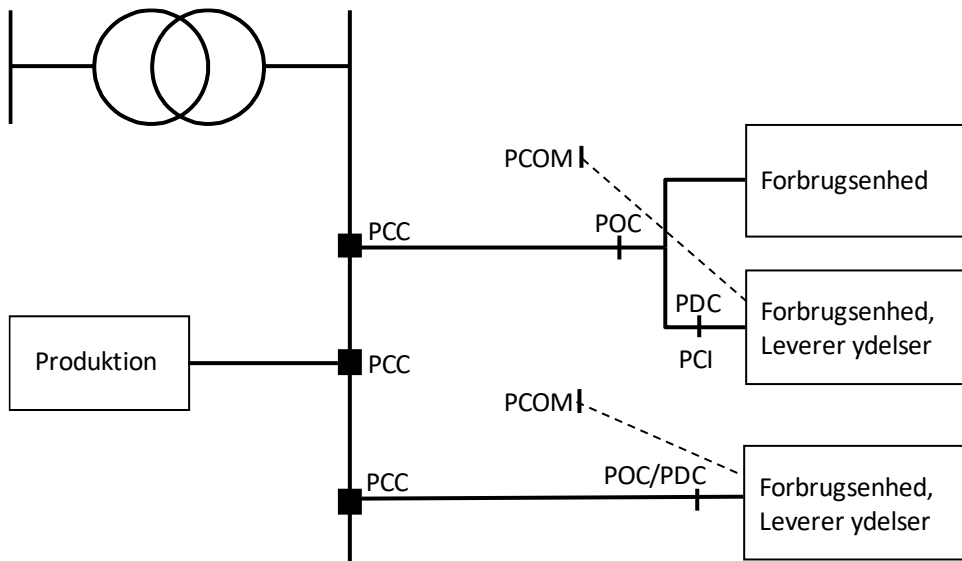 PCOM
Forbrugsenhed
POC
PCC
PDC
Forbrugsenhed,
Leverer ydelser
PCI
Produktion
PCC
PCOM
POC/PDC
PCC
Forbrugsenhed,
Leverer ydelser